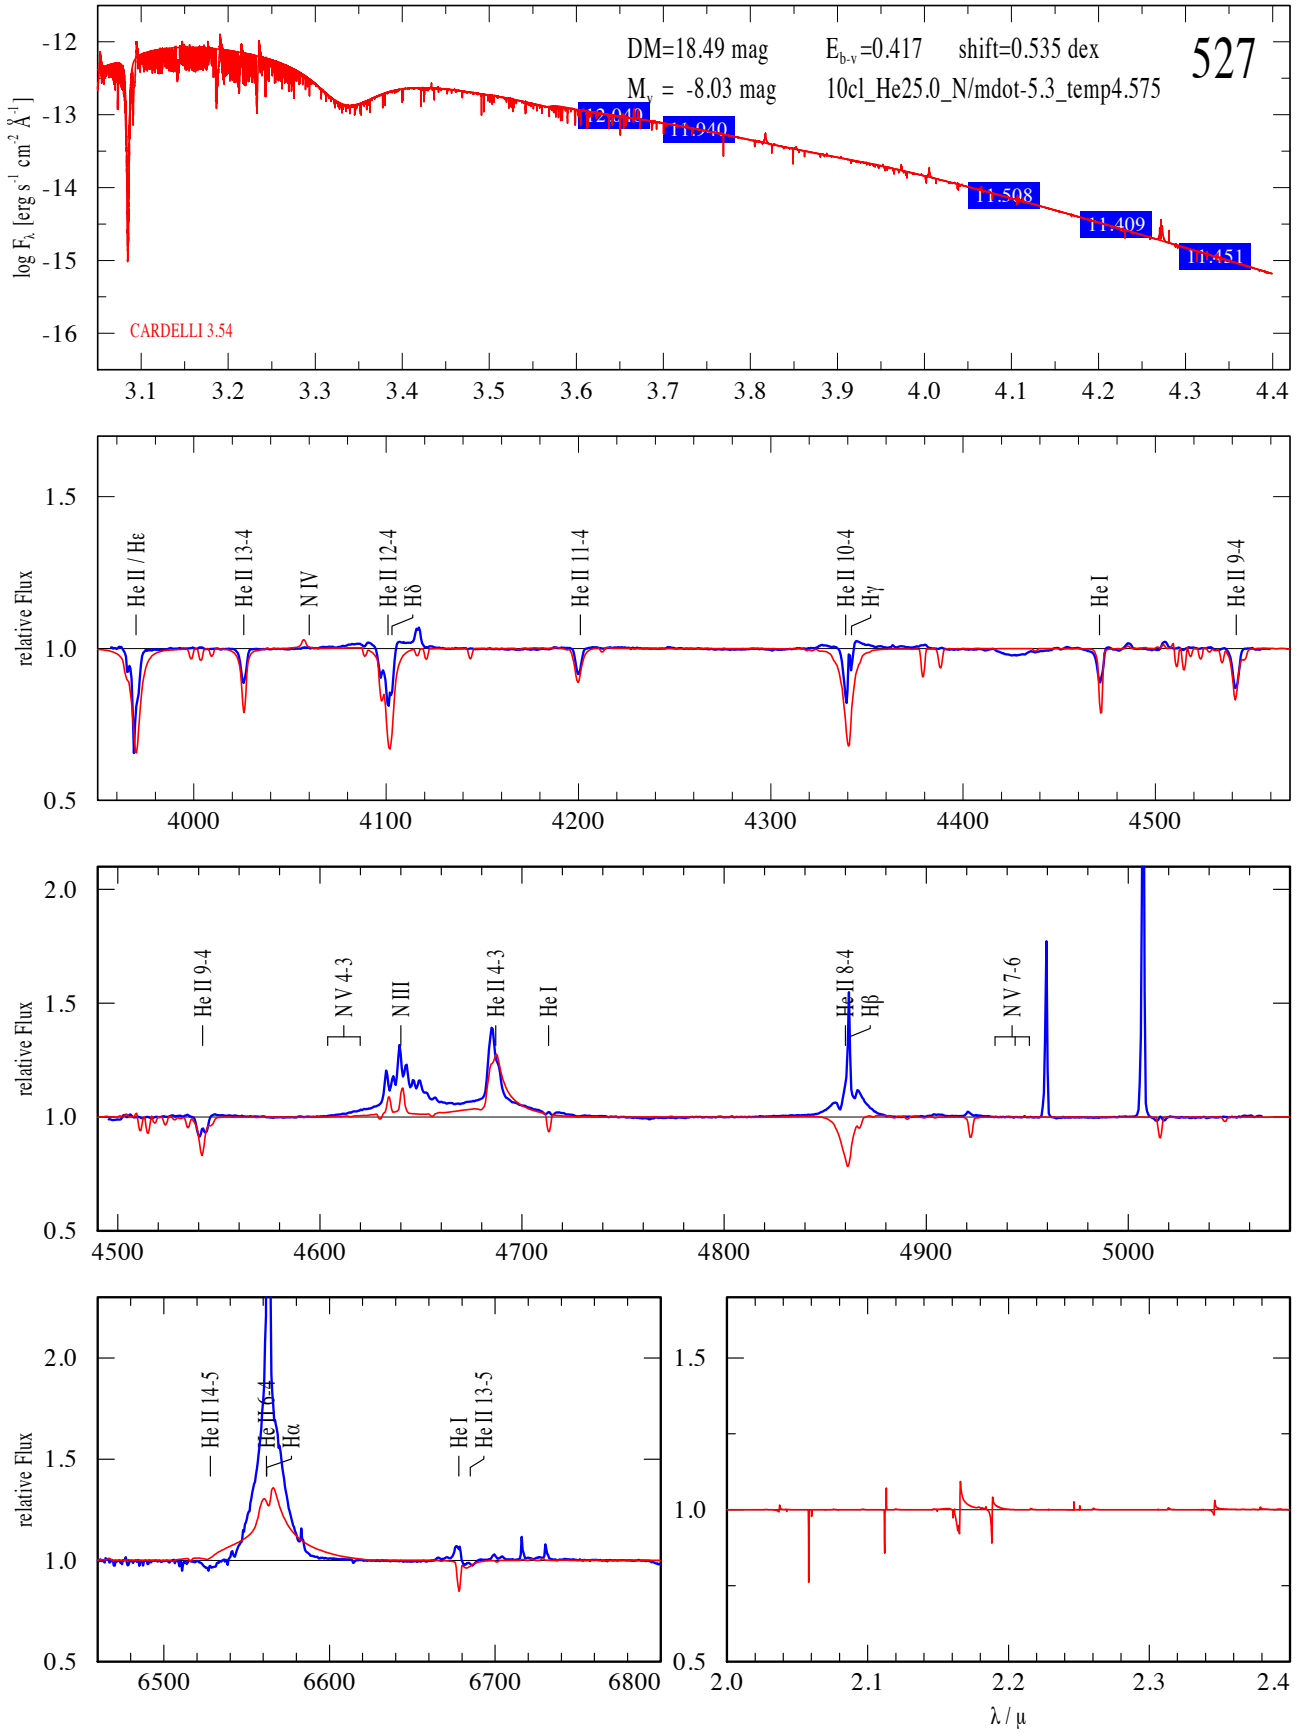 DM=18.49 mag E_b-v=0.417 shift=0.535 dex 527
M_v = -8.03 mag 10cl_He25.0_N/mdot-5.3_temp4.575
log F_λ [erg s^-1 cm^-2 Å^-1]
-12
-13
-14
-15
-16
11.940
11.508
11.409
11.451
CARDELLI 3.54
3.1 3.2 3.3 3.4 3.5 3.6 3.7 3.8 3.9 4.0 4.1 4.2 4.3 4.4
relative Flux
1.5
1.0
0.5
He II / Hε
He II 13-4
N IV
He II 12-4
Hδ
He II 11-4
He II 10-4
Hγ
He I
He II 9-4
4000 4100 4200 4300 4400 4500
relative Flux
2.0
1.5
1.0
0.5
He II 9-4
N V 4-3
N III
He II 4-3
He I
He II 8-4
Hβ
N V 7-6
4500 4600 4700 4800 4900 5000
relative Flux
2.0
1.5
1.0
0.5
He II 14-5
He II 6-4
Hα
He I
He II 13-5
6500 6600 6700 6800
1.5
1.0
0.5
2.0 2.1 2.2 2.3 2.4
λ / μ